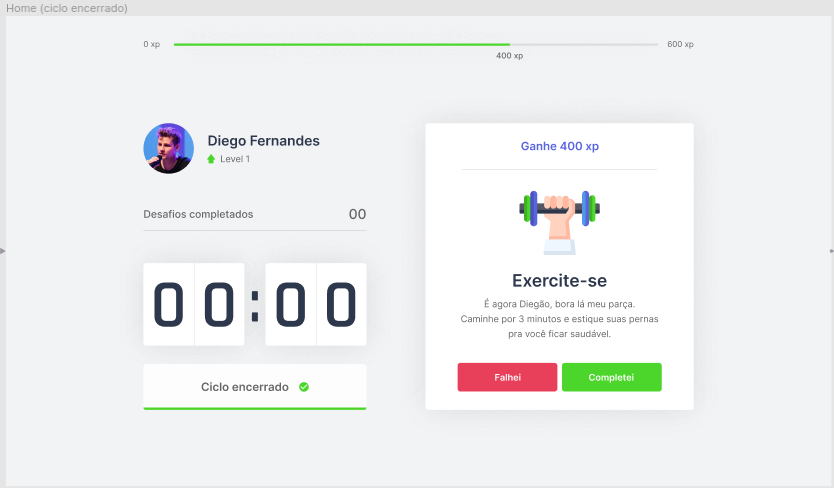 Home (ciclo encerrado)
0 xp
600 xp
400 xp
Diego Fernandes
Level 1
Desafios completados
00
00:00
Ciclo encerrado
Ganhe 400 xp
Exercite-se
É agora Diegão, bora lá meu parça.
Caminhe por 3 minutos e estique suas pernas
pra você ficar saudável.
Falhei
Completei